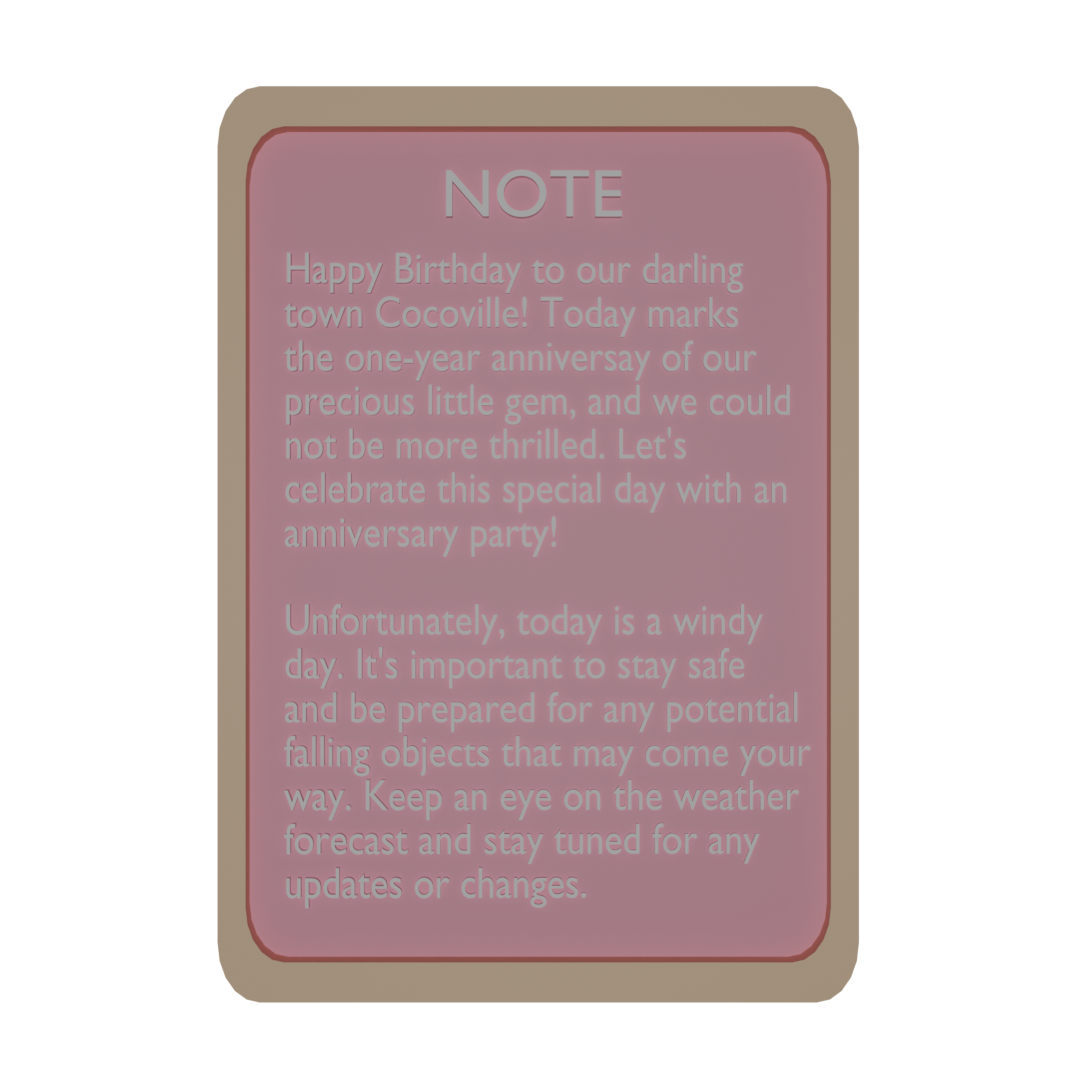 NOTE
Happy Birthday to our darling
town Cocoville! Today marks
the one-year anniversay of our
precious little gem, and we could
not be more thrilled. Let's
celebrate this special day with an
anniversary party!
Unfortunately, today is a windy
day. It's important to stay safe
and be prepared for any potential
falling objects that may come your
way. Keep an eye on the weather
forecast and stay tuned for any
updates or changes.